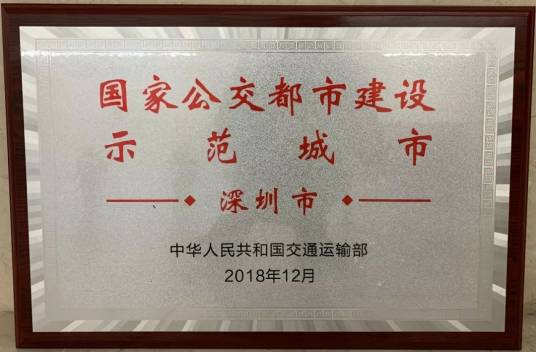 国家公交都市建设
示范城市
深圳市
中华人民共和国交通运输部
2018年12月